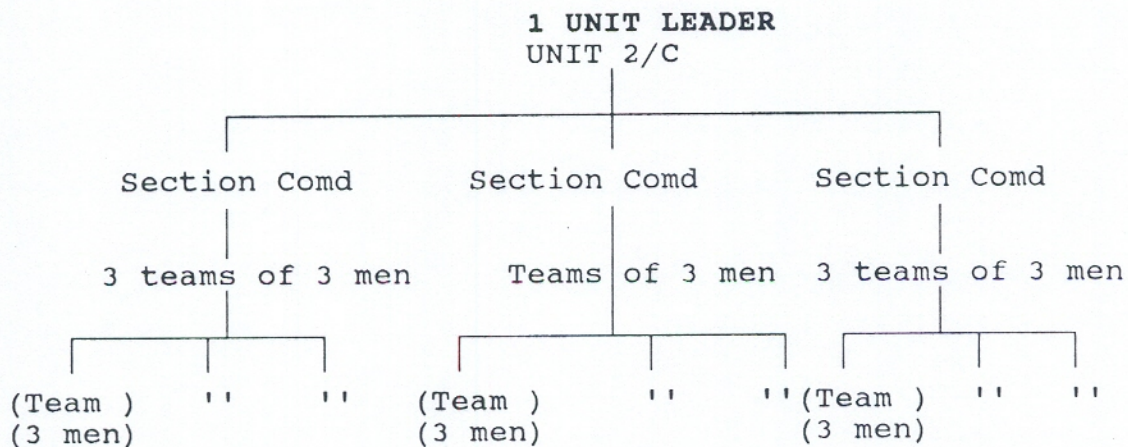 1 UNIT LEADER
UNIT 2/C
Section Comd Section Comd Section Comd
3 teams of 3 men Teams of 3 men 3 teams of 3 men
(Team ) '' '' (Team ) '' '' (Team ) '' ''
(3 men) (3 men) (3 men)